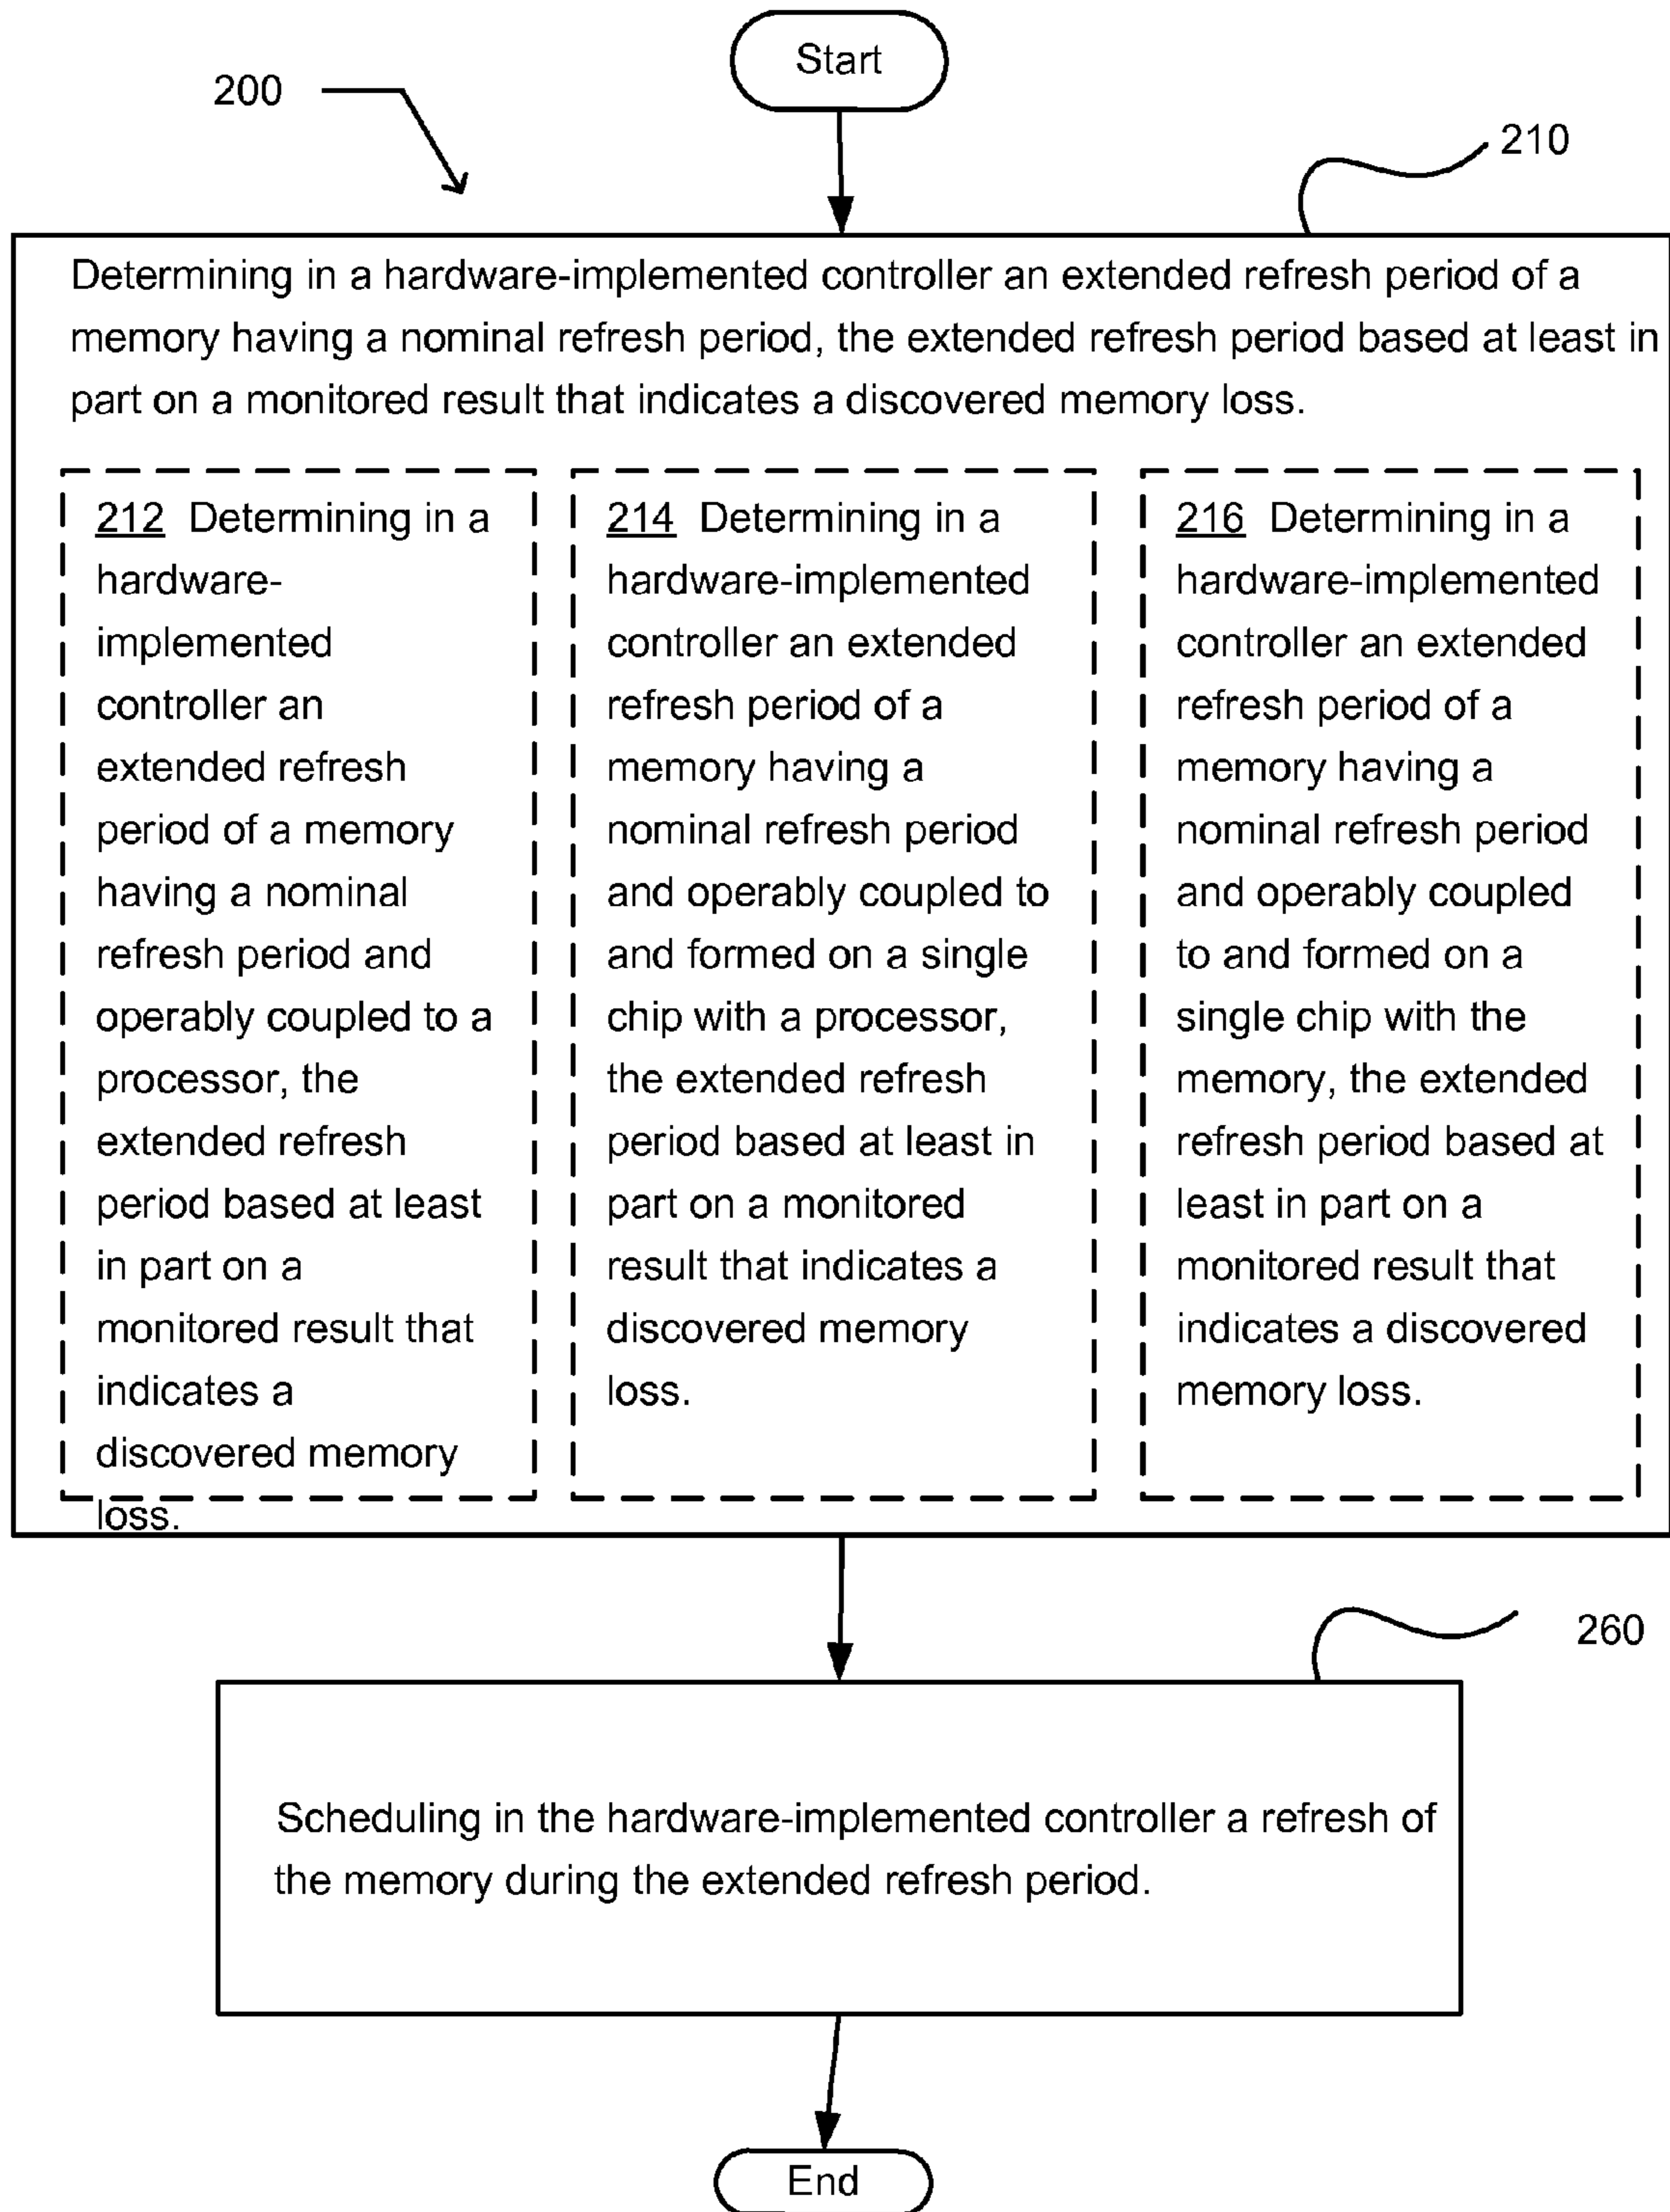 Start
200
210
Determining in a hardware-implemented controller an extended refresh period of a
memory having a nominal refresh period, the extended refresh period based at least in
part on a monitored result that indicates a discovered memory loss.
212 Determining in a
hardware-
implemented
controller an
extended refresh
period of a memory
having a nominal
refresh period and
operably coupled to a
processor, the
extended refresh
period based at least
in part on a
monitored result that
indicates a
discovered memory
loss.
214 Determining in a
hardware-implemented
controller an extended
refresh period of a
memory having a
nominal refresh period
and operably coupled to
and formed on a single
chip with a processor,
the extended refresh
period based at least in
part on a monitored
result that indicates a
discovered memory
loss.
216 Determining in a
hardware-implemented
controller an extended
refresh period of a
memory having a
nominal refresh period
and operably coupled
to and formed on a
single chip with the
memory, the extended
refresh period based at
least in part on a
monitored result that
indicates a discovered
memory loss.
260
Scheduling in the hardware-implemented controller a refresh of
the memory during the extended refresh period.
End